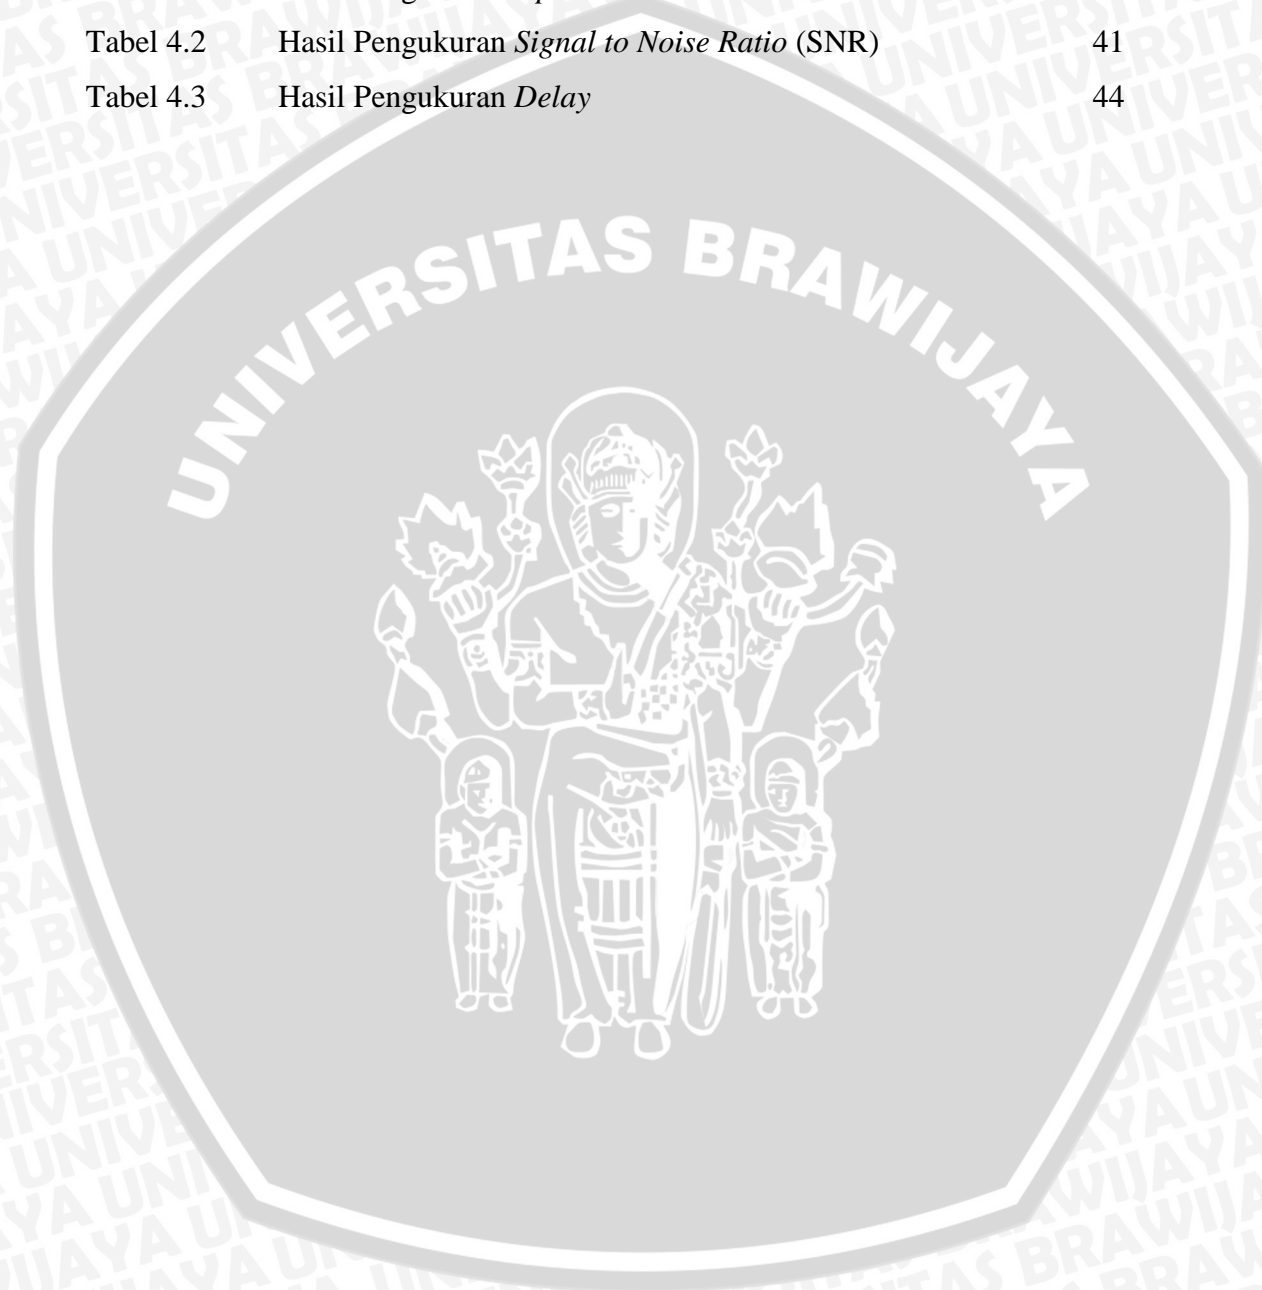 Tabel 4.2 Hasil Pengukuran Signal to Noise Ratio (SNR) 41
Tabel 4.3 Hasil Pengukuran Delay 44
UNIVERSITAS BRAWIJAYA